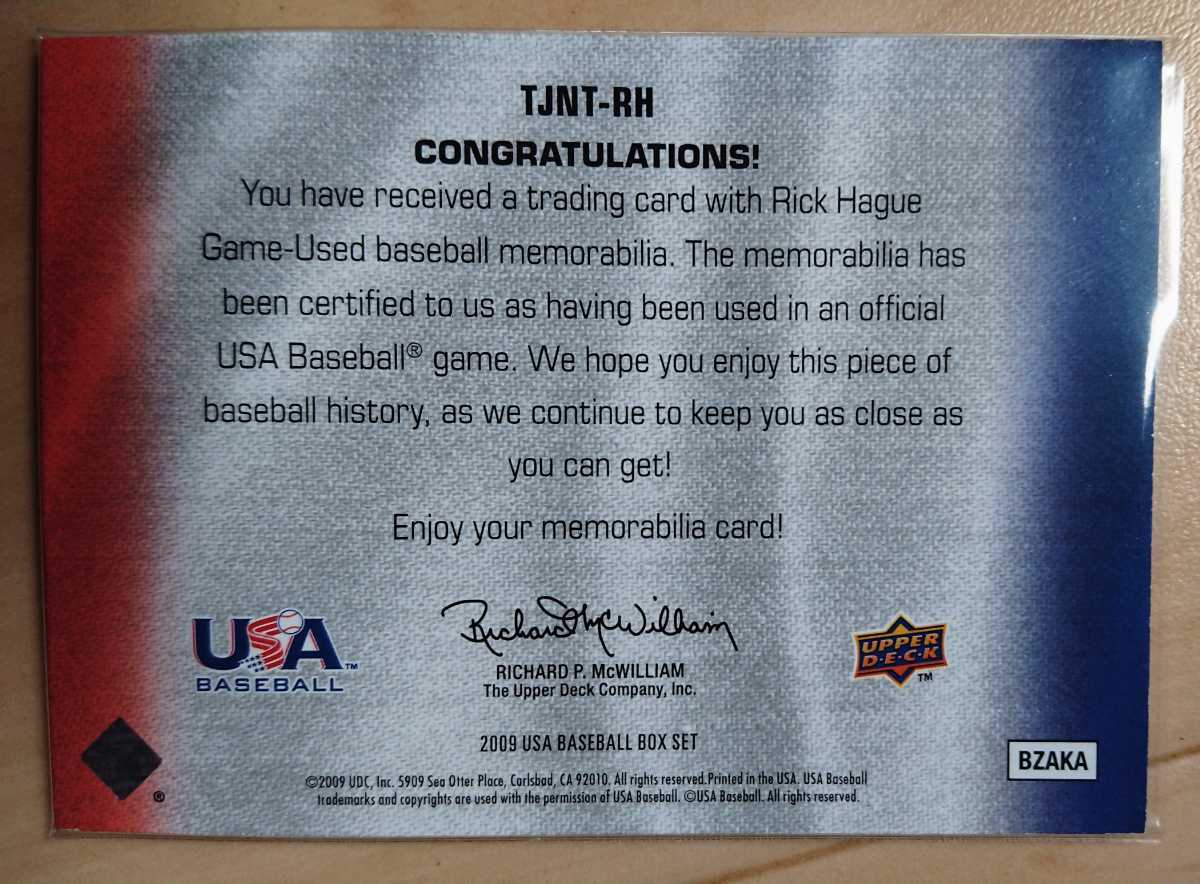 TJNT-RH
CONGRATULATIONS!
You have received a trading card with Rick Hague
Game-Used baseball memorabilia. The memorabilia has
been certified to us as having been used in an official
USA Baseball® game. We hope you enjoy this piece of
baseball history, as we continue to keep you as close as
you can get!
Enjoy your memorabilia card!
USA™
BASEBALL
Richard McWilliam
RICHARD P. McWILLIAM
The Upper Deck Company, Inc.
UPPER
D·E·C·K™
2009 USA BASEBALL BOX SET
BZAKA
®
©2009 UDC, Inc. 5909 Sea Otter Place, Carlsbad, CA 92010. All rights reserved.Printed in the USA. USA Baseball
trademarks and copyrights are used with the permission of USA Baseball. ©USA Baseball. All rights reserved.